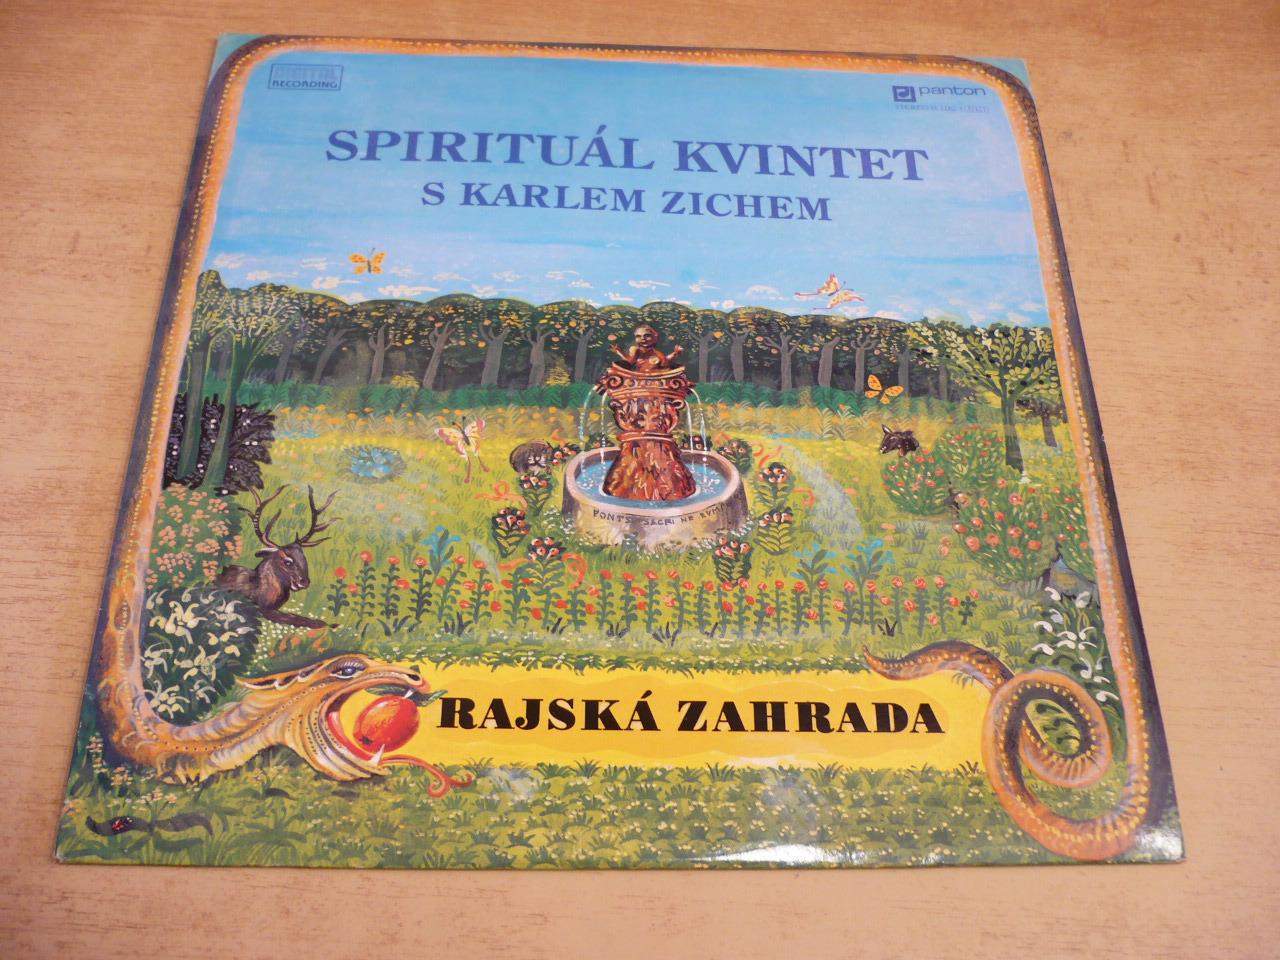 DIGITAL
RECORDING
panton
SPIRITUÁL KVINTET
S KARLEM ZICHEM
RAJSKÁ ZAHRADA